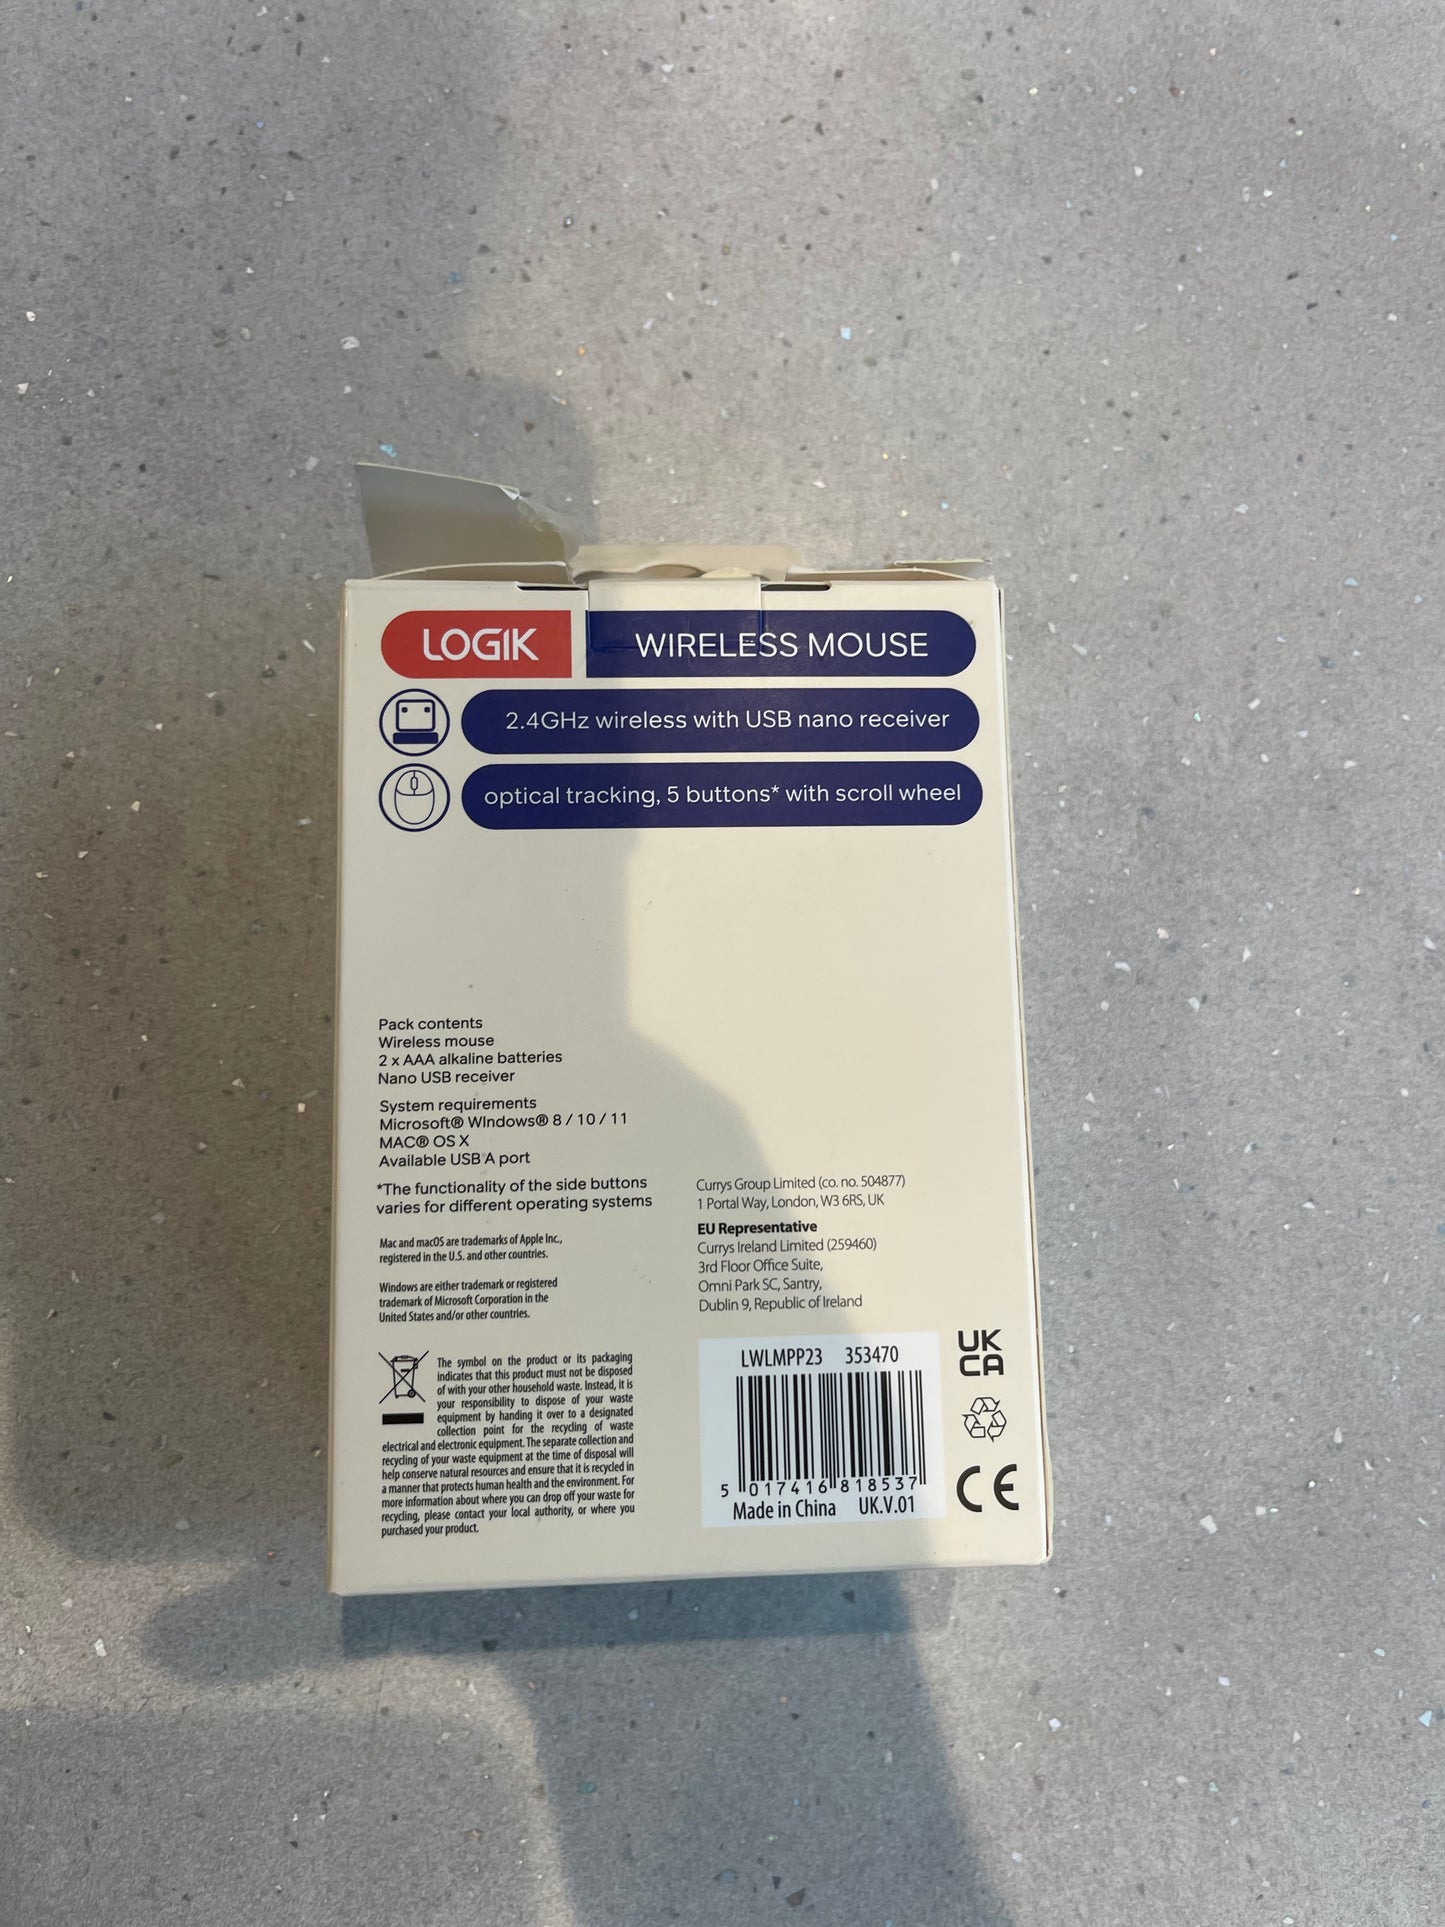 LOGIK WIRELESS MOUSE
2.4GHz wireless with USB nano receiver
optical tracking, 5 buttons* with scroll wheel
Pack contents
Wireless mouse
2 x AAA alkaline batteries
Nano USB receiver
System requirements
Microsoft® WIndows® 8 / 10 / 11
MAC® OS X
Available USB A port
*The functionality of the side buttons
varies for different operating systems
Mac and macOS are trademarks of Apple Inc.,
registered in the U.S. and other countries.
Windows are either trademark or registered
trademark of Microsoft Corporation in the
United States and/or other countries.
The symbol on the product or its packaging
indicates that this product must not be disposed
of with your other household waste. Instead, it is
your responsibility to dispose of your waste
equipment by handing it over to a designated
collection point for the recycling of waste
electrical and electronic equipment. The separate collection and
recycling of your waste equipment at the time of disposal will
help conserve natural resources and ensure that it is recycled in
a manner that protects human health and the environment. For
more information about where you can drop off your waste for
recycling, please contact your local authority, or where you
purchased your product.
Currys Group Limited (co. no. 504877)
1 Portal Way, London, W3 6RS, UK
EU Representative
Currys Ireland Limited (259460)
3rd Floor Office Suite,
Omni Park SC, Santry,
Dublin 9, Republic of Ireland
LWLMPP23 353470
5 017416 818537
Made in China UK.V.01
UK
CA
CE